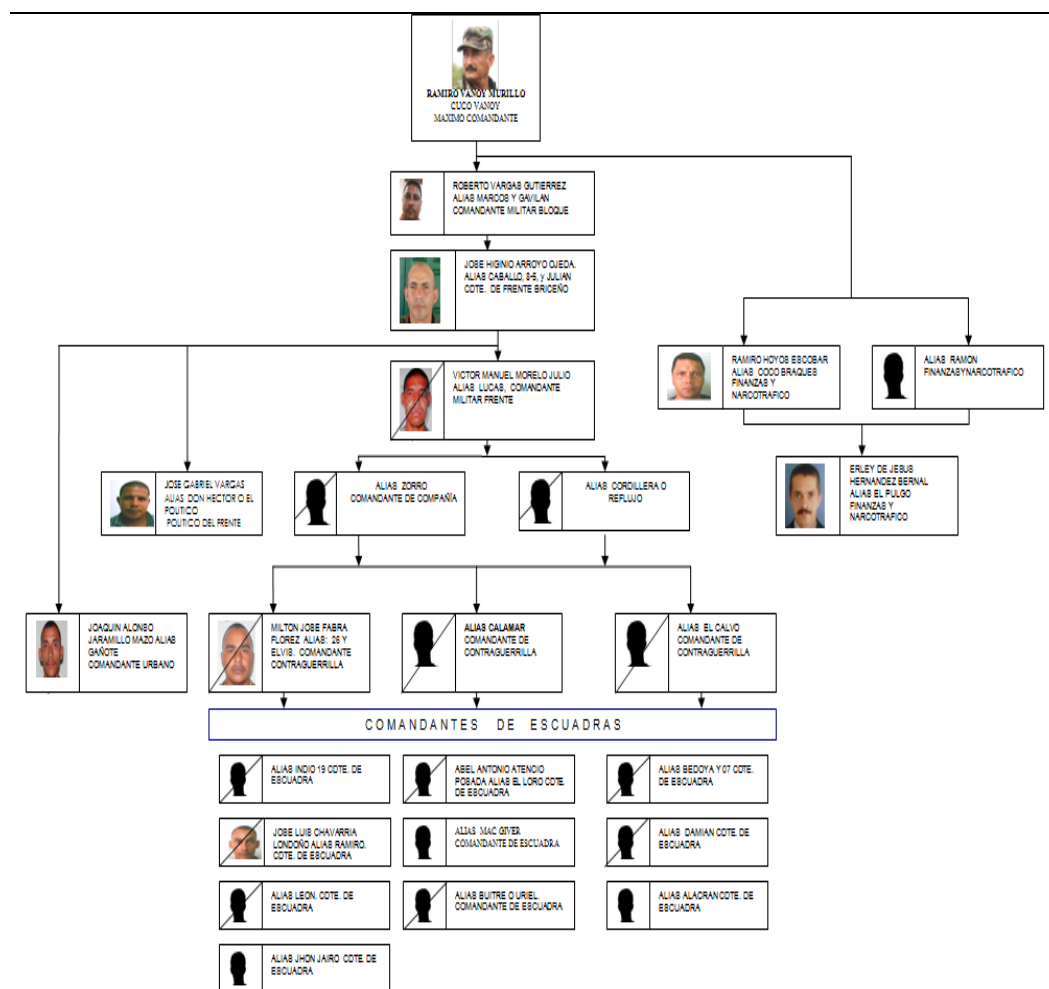 RAMIRO VANOY MURILLO
CUCO VANOY
MAXIMO COMANDANTE
ROBERTO VARGAS GUTIERREZ
ALIAS MARCOS Y GAVILAN
COMANDANTE MILITAR BLOQUE
JOSE HIGINIO ARROYO OJEDA.
ALIAS CABALLO, 8-5, y JULIAN
CDTE. DE FRENTE BRICEÑO
VICTOR MANUEL MORELO JULIO
ALIAS LUCAS, COMANDANTE
MILITAR FRENTE
RAMIRO HOYOS ESCOBAR
ALIAS COCO BRAQUES
FINANZAS Y
NARCOTRAFICO
ALIAS RAMON
FINANZASYNARCOTRAFICO
JOSE GABRIEL VARGAS
ALIAS DON HECTOR O EL
POLITICO
POLITICO DEL FRENTE
ALIAS ZORRO
COMANDANTE DE COMPAÑÍA
ALIAS CORDILLERA O
REFLUJO
ERLEY DE JESUS
HERNANDEZ BERNAL
ALIAS EL PULGO
FINANZAS Y
NARCOTRAFICO
JOAQUIN ALONSO
JARAMILLO MAZO ALIAS
GAÑOTE
COMANDANTE URBANO
MILTON JOSE FABRA
FLOREZ ALIAS: 26 Y
ELVIS. COMANDANTE
CONTRAGUERRILLA
ALIAS CALAMAR
COMANDANTE DE
CONTRAGUERRILLA
ALIAS EL CALVO
COMANDANTE DE
CONTRAGUERRILLA
COMANDANTES DE ESCUADRAS
ALIAS INDIO 19 CDTE. DE
ESCUADRA
ABEL ANTONIO ATENCIO
POSADA ALIAS EL LORO CDTE.
DE ESCUADRA
ALIAS BEDOYA Y 07 CDTE.
DE ESCUADRA
JOSE LUIS CHAVARRIA
LONDOÑO ALIAS RAMIRO.
CDTE. DE ESCUADRA
ALIAS MAC GIVER
COMANDANTE DE ESCUADRA
ALIAS DAMIAN CDTE. DE
ESCUADRA
ALIAS LEON. CDTE. DE
ESCUADRA
ALIAS BUITRE O URIEL.
COMANDANTE DE ESCUADRA
ALIAS ALACRAN CDTE. DE
ESCUADRA
ALIAS JHON JAIRO CDTE. DE
ESCUADRA